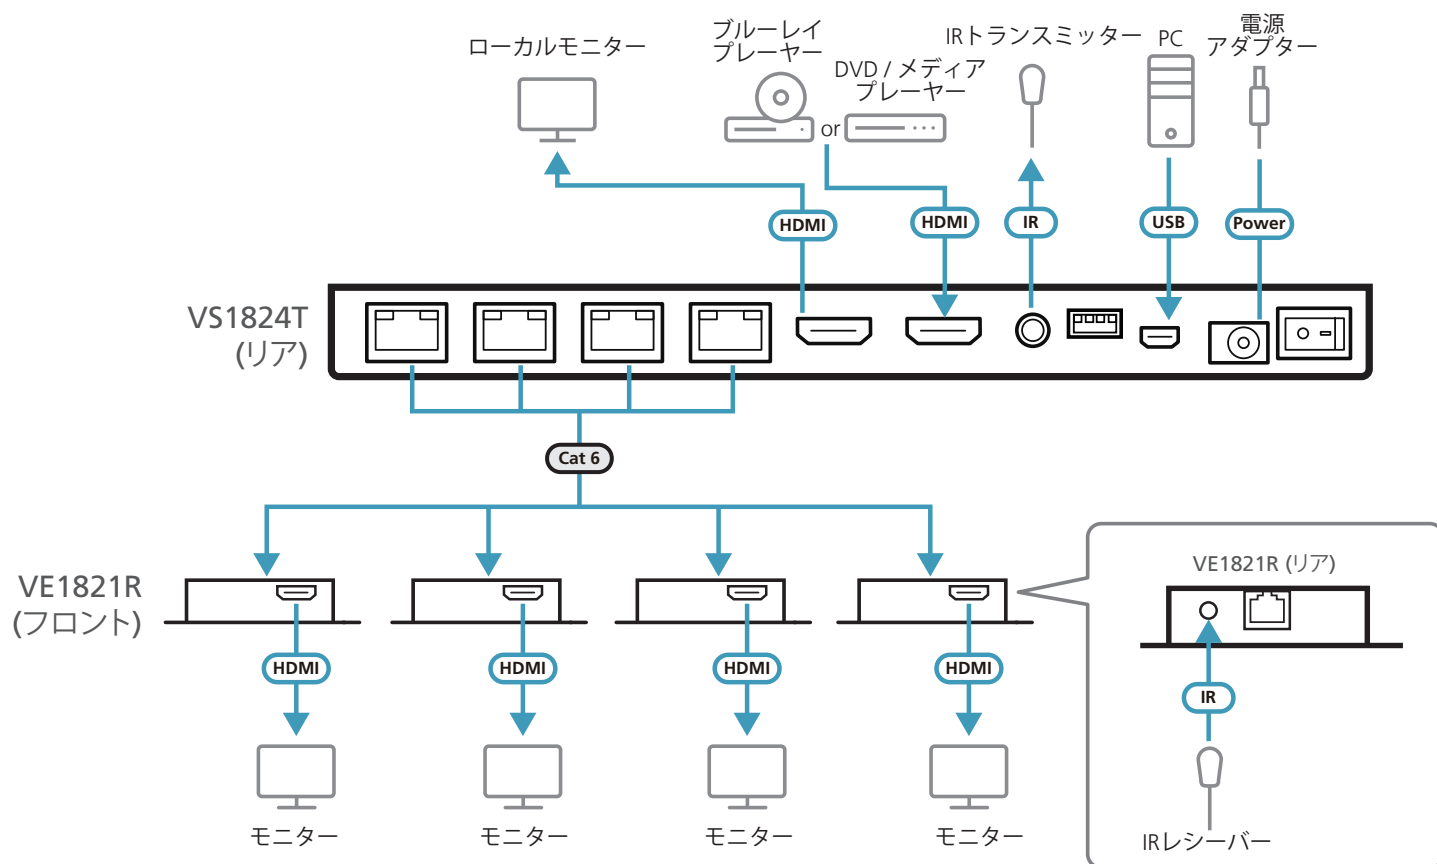 ローカルモニター
ブルーレイ
プレーヤー
or
DVD / メディア
プレーヤー
IRトランスミッター
PC
電源
アダプター
HDMI
HDMI
IR
USB
Power
VS1824T
(リア)
Cat 6
VE1821R
(フロント)
HDMI
HDMI
HDMI
HDMI
モニター
モニター
モニター
モニター
VE1821R (リア)
IR
IRレシーバー